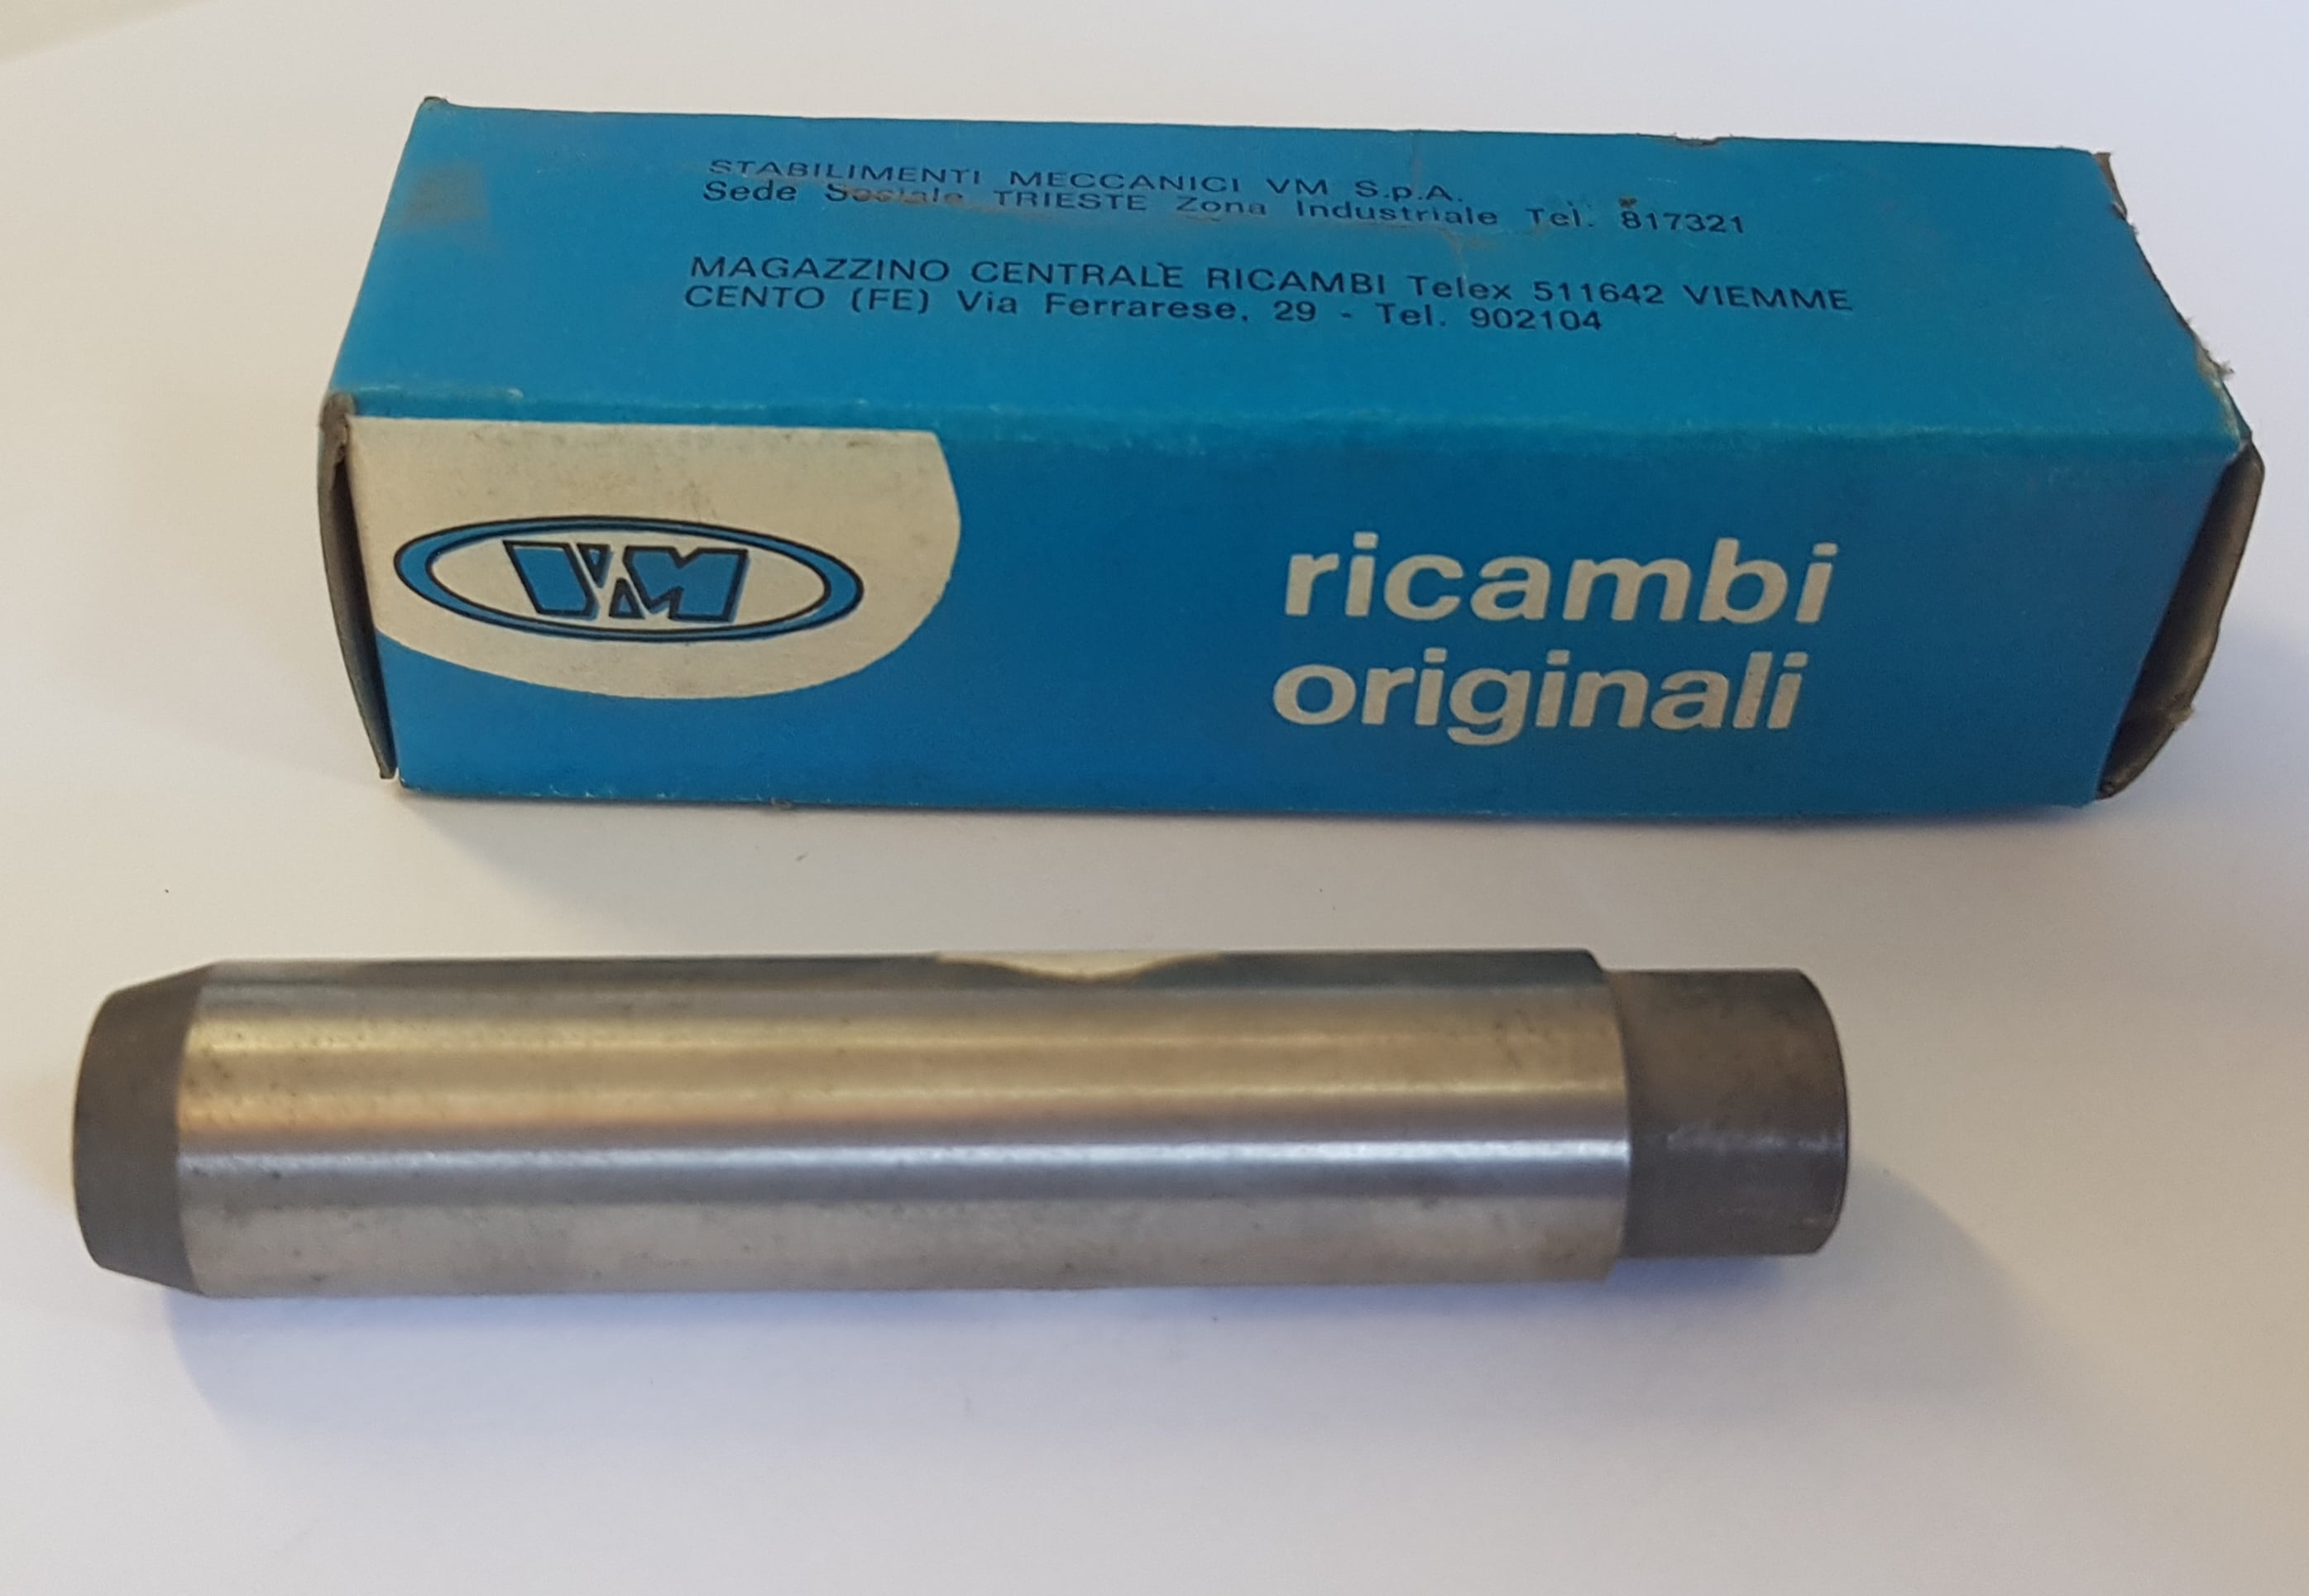 STABILIMENTI MECCANICI VM S.p.A.
Sede Sociale TRIESTE Zona Industriale Tel. 817321
MAGAZZINO CENTRALE RICAMBI Telex 511642 VIEMME
CENTO (FE) Via Ferrarese, 29 - Tel. 902104
VM
ricambi
originali